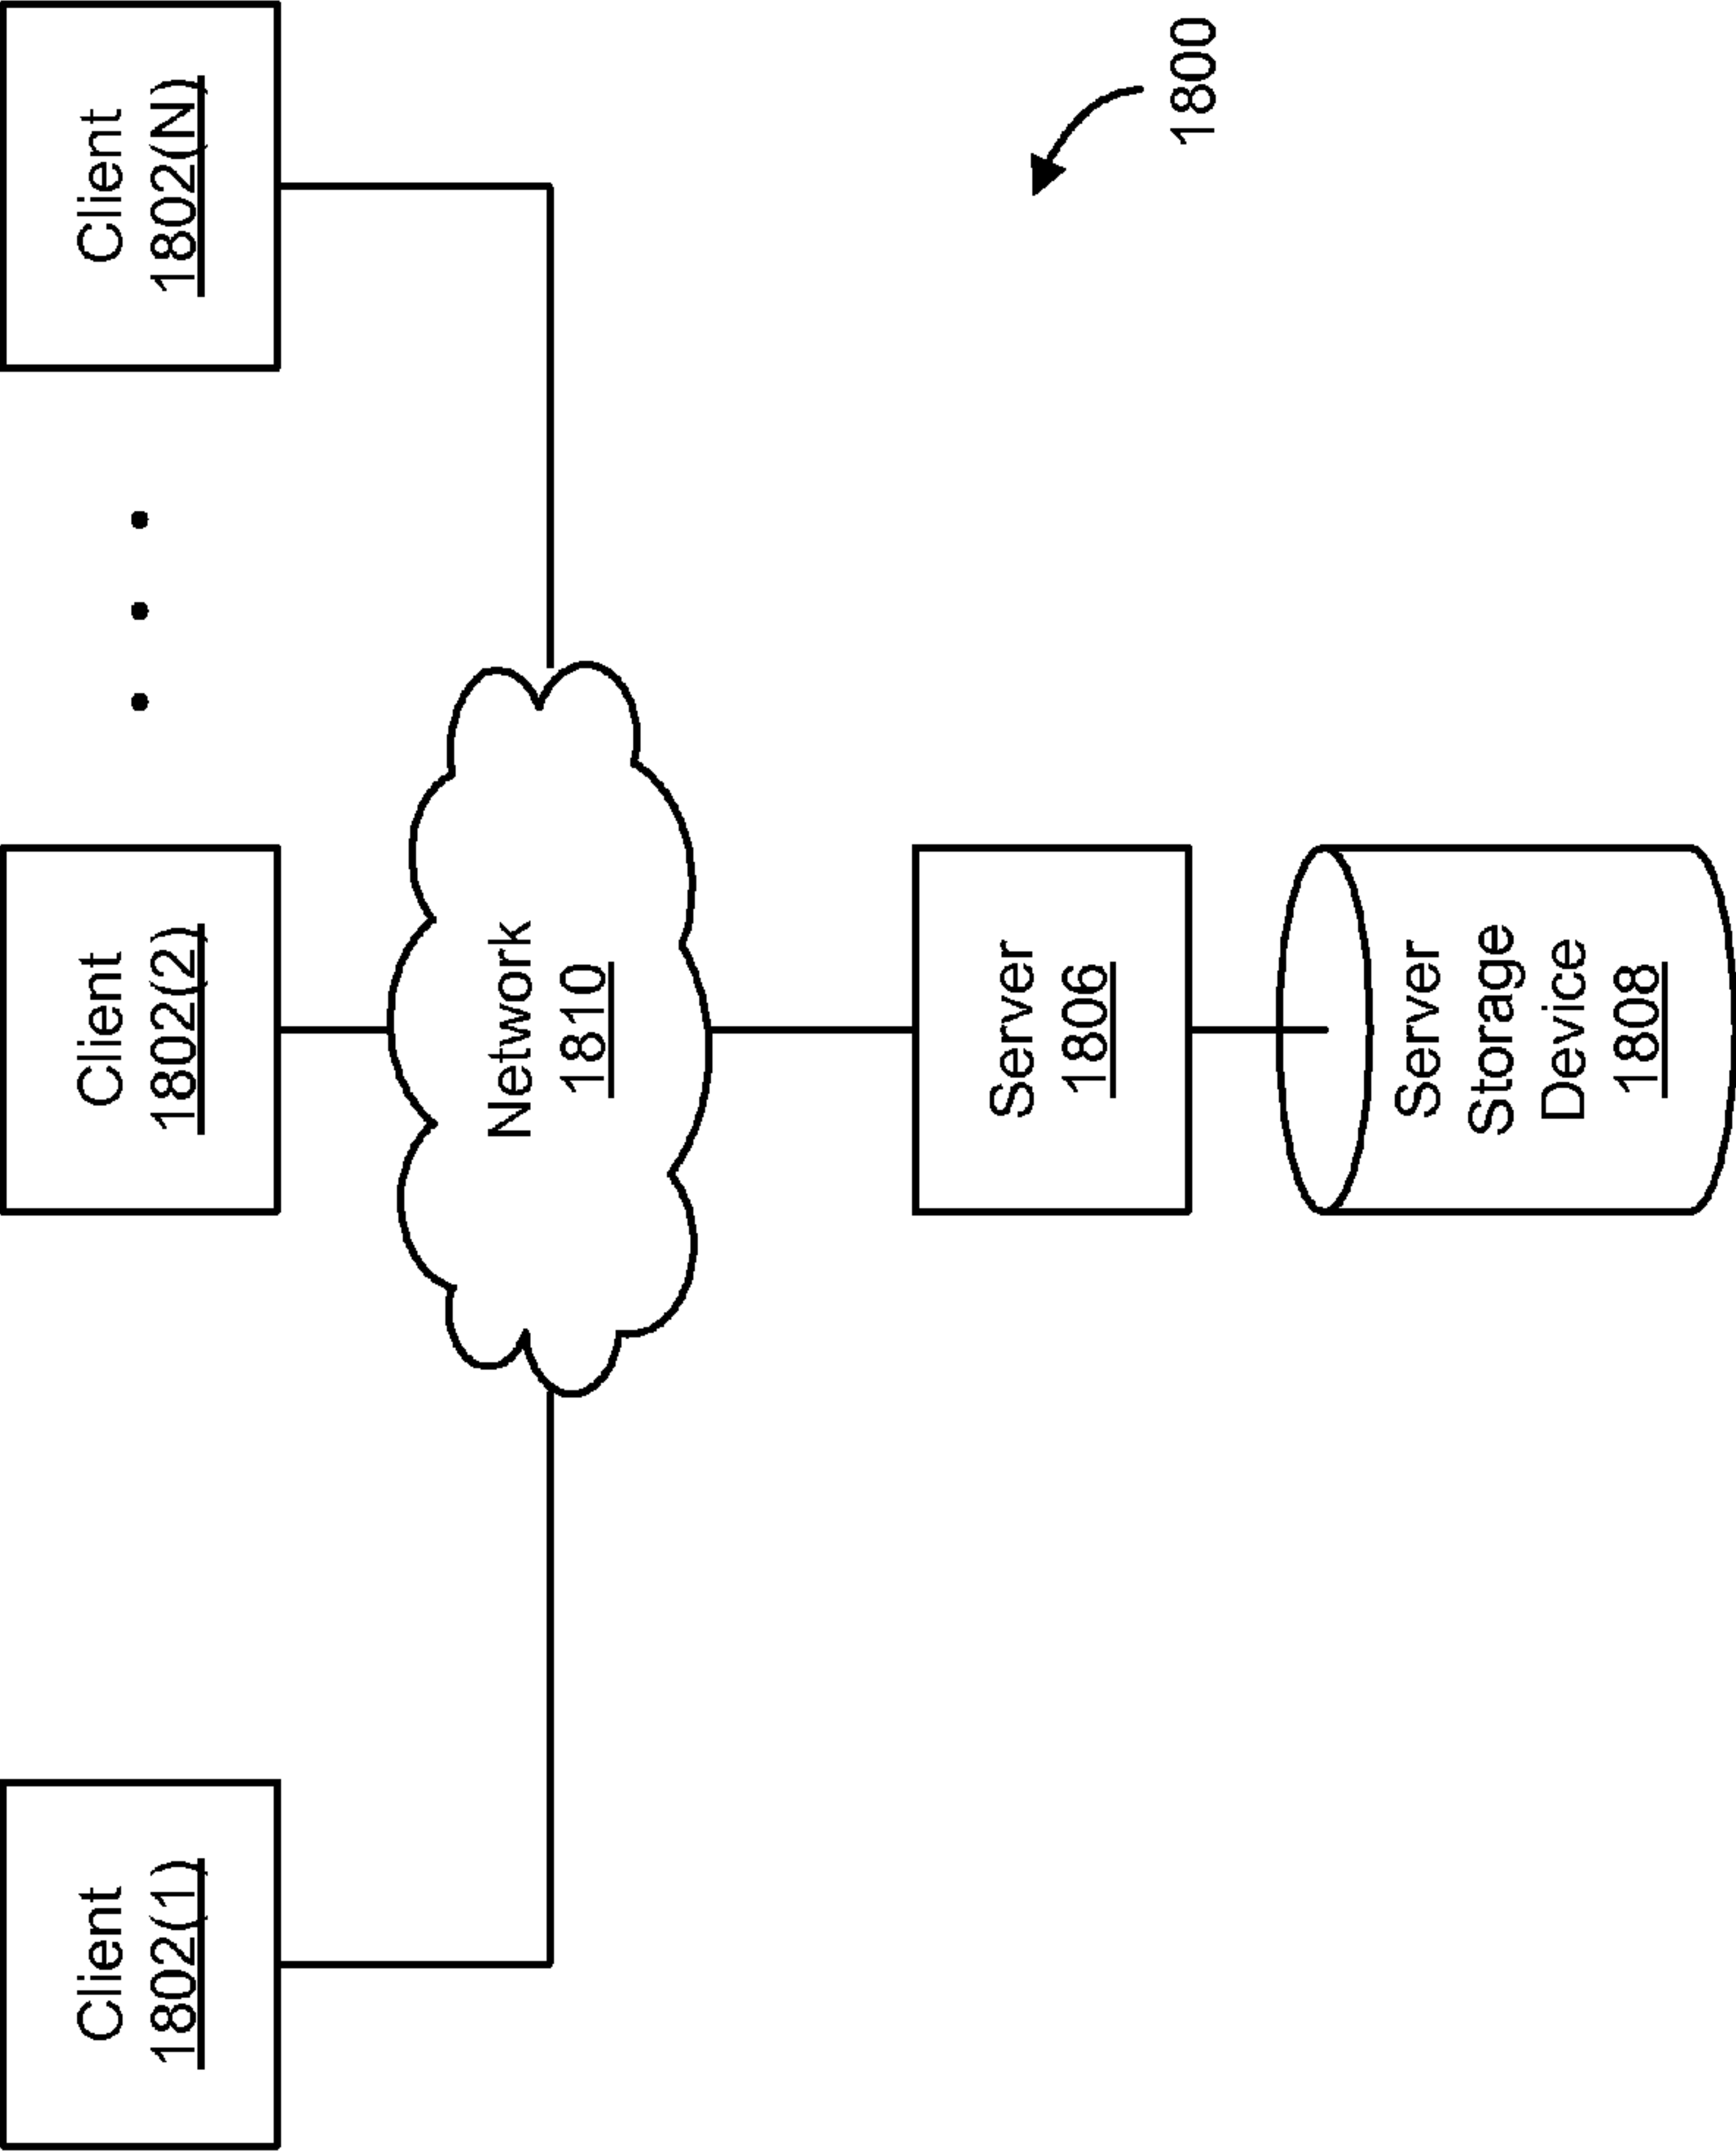 Client
1802(1)
Client
1802(2)
Client
1802(N)
Network
1810
Server
1806
Server
Storage
Device
1808
1800